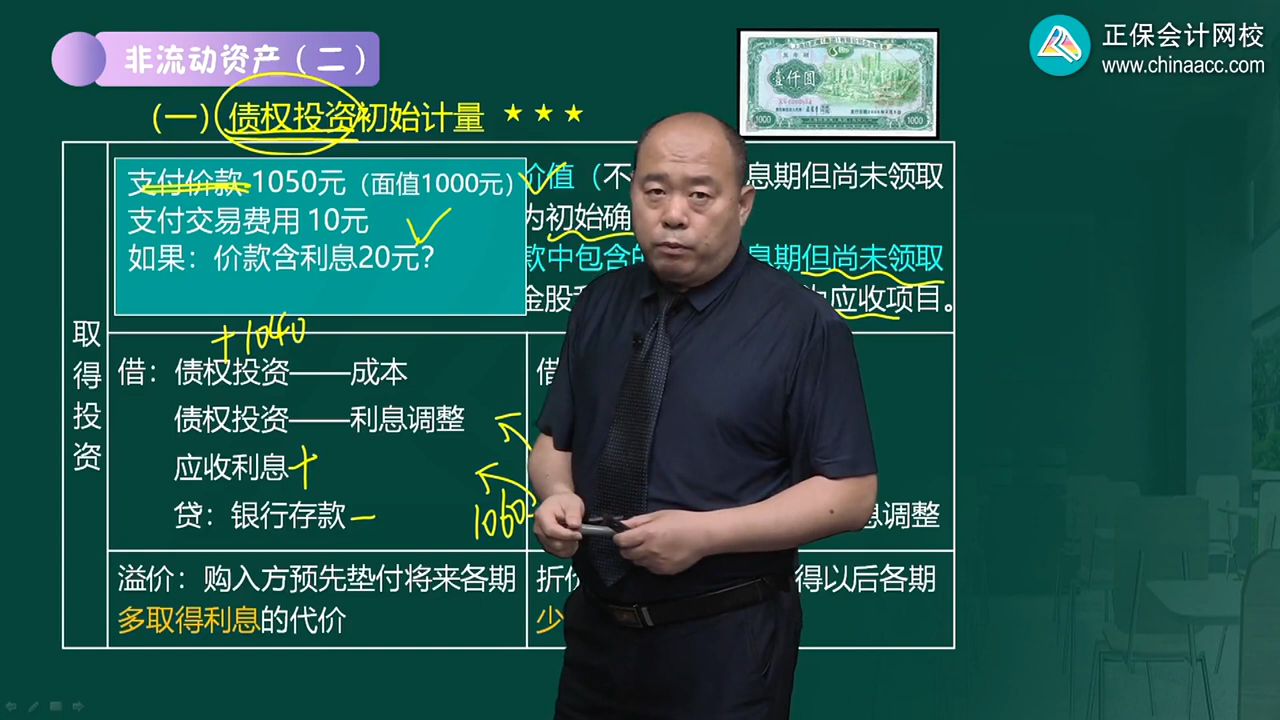 非流动资产（二）
正保会计网校
www.chinaacc.com
（一）债权投资初始计量 ★ ★ ★
壹仟圆
1000
1000
取得投资
支付价款 1050元（面值1000元）
支付交易费用 10元
如果：价款含利息20元？
价值（不
息期但尚未领取
为初始确
款中包含的
息期但尚未领取
金股利
为应收项目。
+1040
借：债权投资——成本
债权投资——利息调整
应收利息+
贷：银行存款 —
1060
借
息调整
溢价：购入方预先垫付将来各期
多取得利息的代价
折价
得以后各期
少